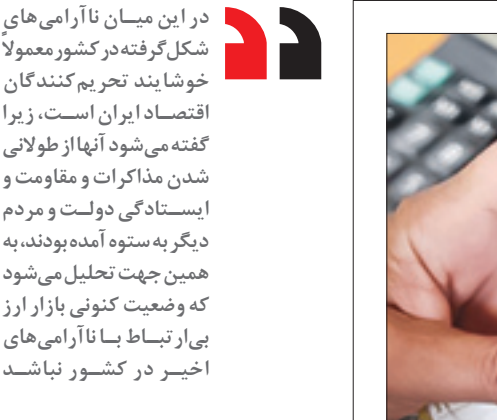 در این میان ناآرامی‌های
شکل‌گرفته در کشور معمولاً
خوشایند تحریم‌کنندگان
اقتصاد ایران است، زیرا
گفته می‌شود آنها از طولانی
شدن مذاکرات و مقاومت و
ایستادگی دولت و مردم
دیگر به ستوه آمده بودند، به
همین جهت تحلیل می‌شود
که وضعیت کنونی بازار ارز
بی‌ارتباط با ناآرامی‌های
اخیر در کشور نباشد